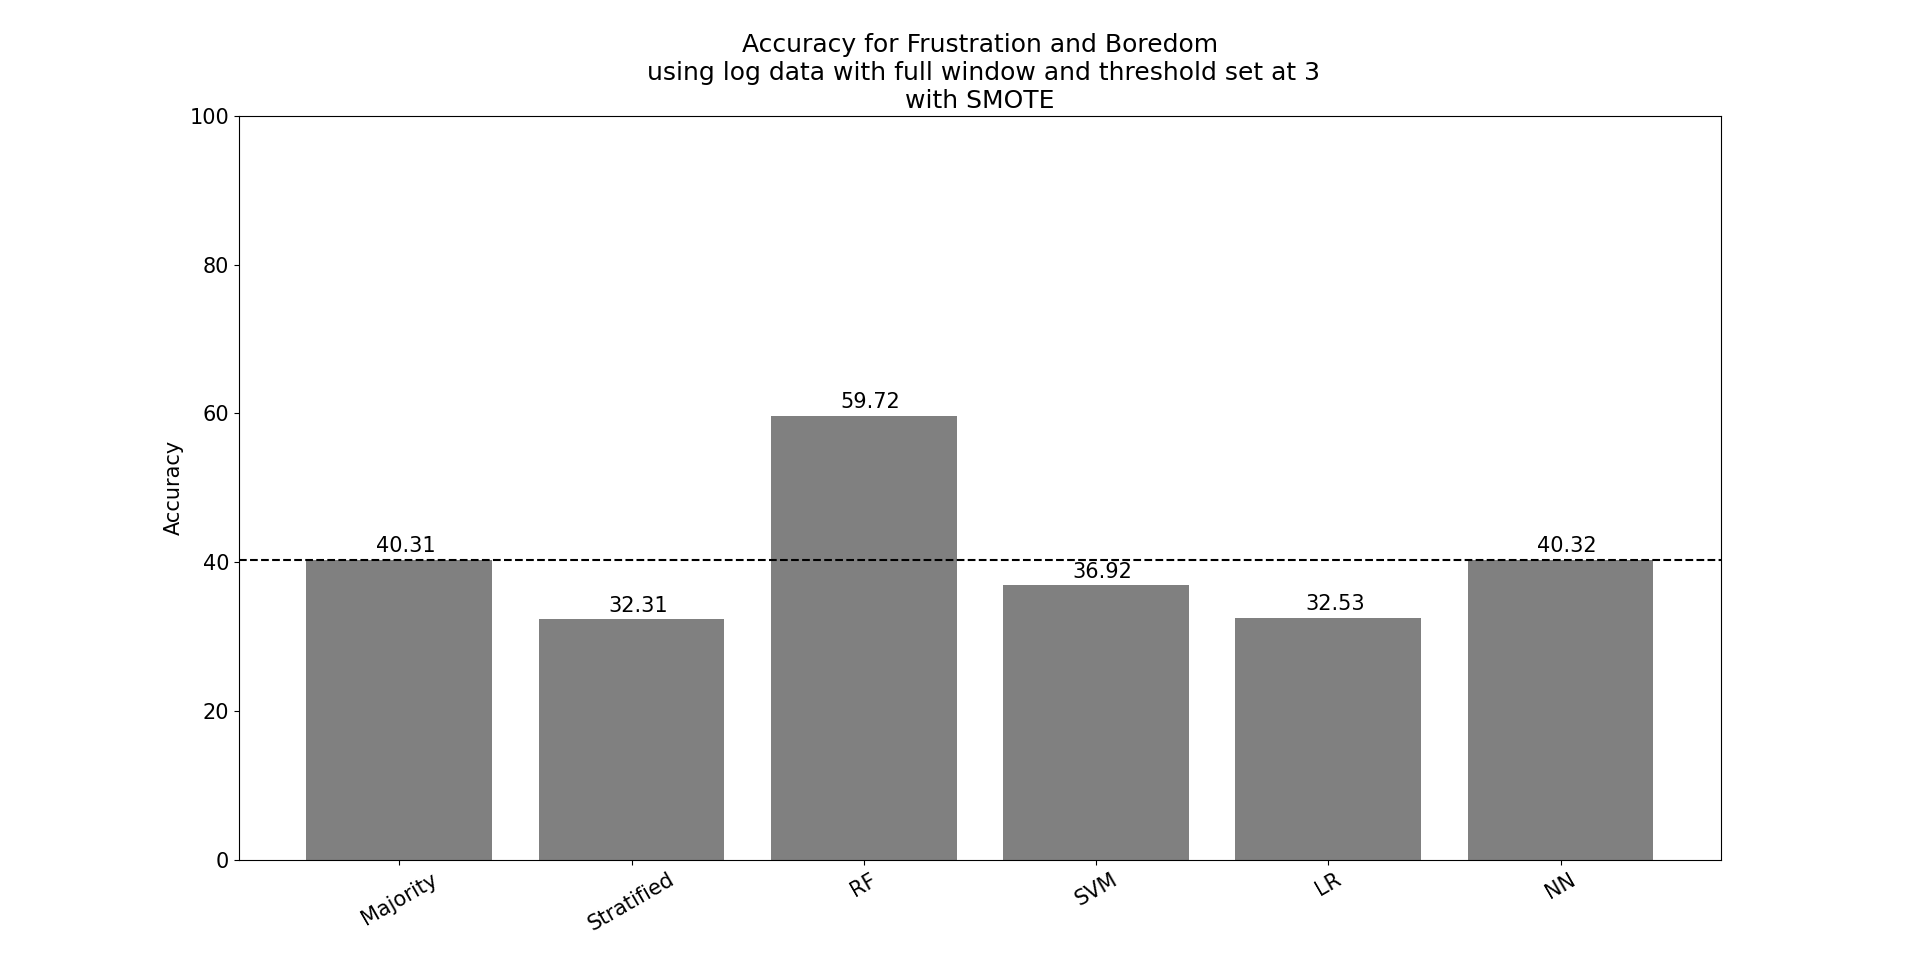 Accuracy for Frustration and Boredom
using log data with full window and threshold set at 3
with SMOTE
100
80
60
40
20
0
Accuracy
40.31
32.31
59.72
36.92
32.53
40.32
Majority
Stratified
RF
SVM
LR
NN